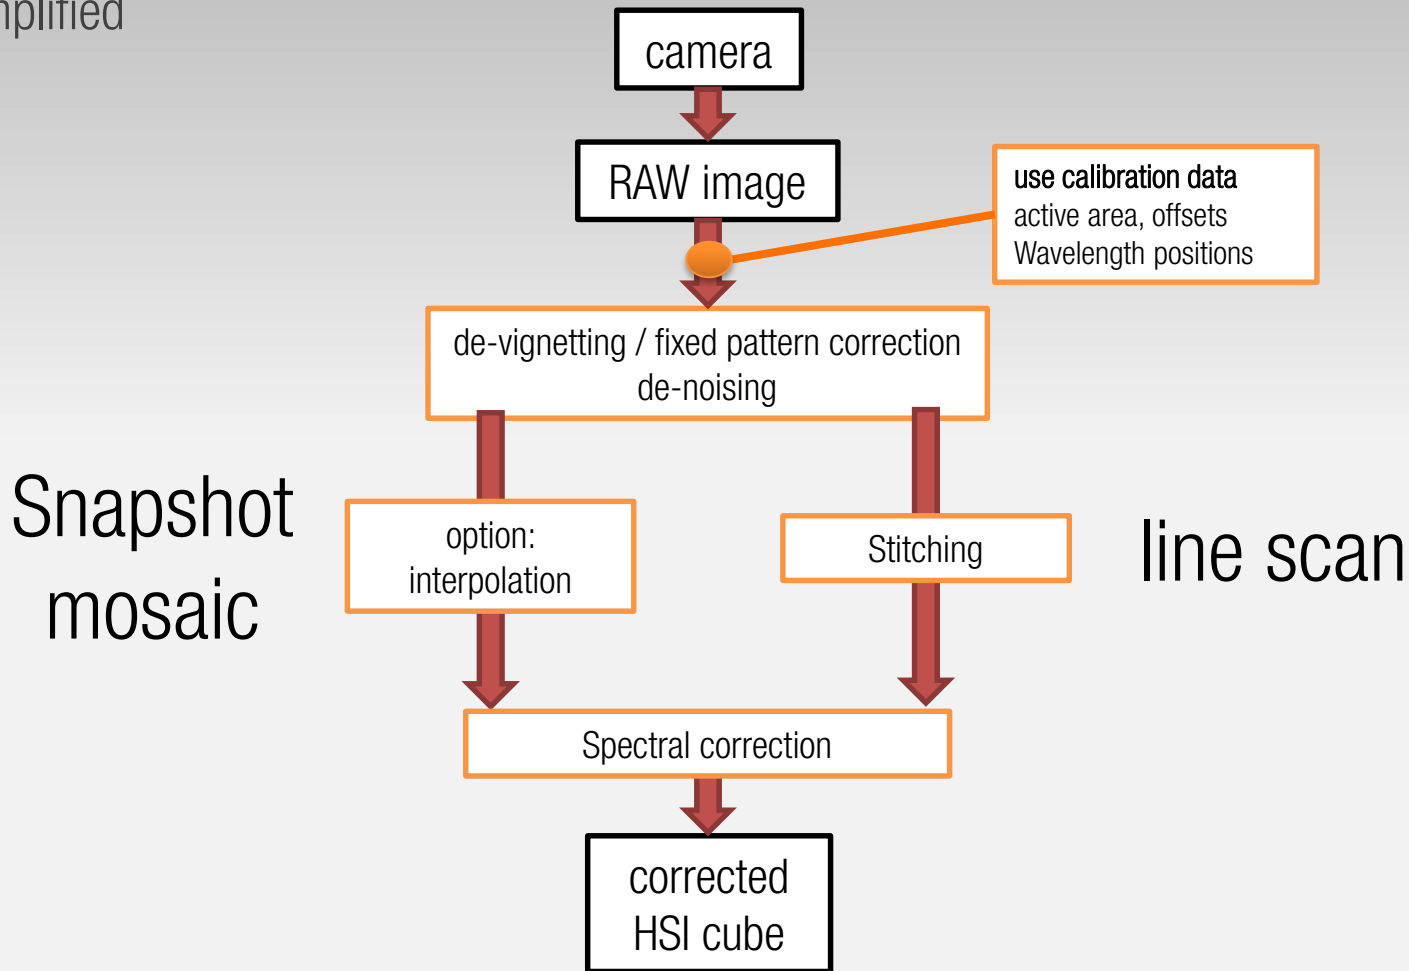 camera
RAW image
use calibration data
active area, offsets
Wavelength positions
de-vignetting / fixed pattern correction
de-noising
Snapshot
mosaic
option:
interpolation
Stitching
line scan
Spectral correction
corrected
HSI cube